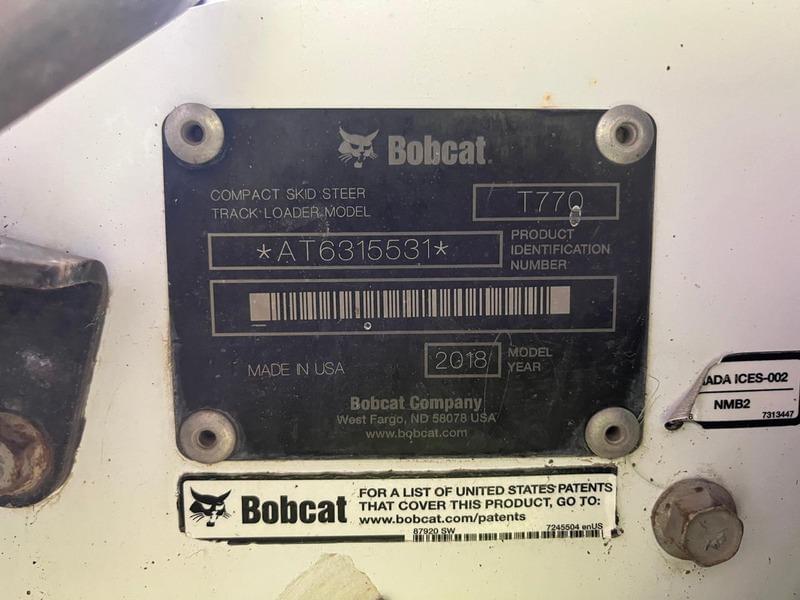 Bobcat
COMPACT SKID STEER
TRACK LOADER MODEL
T770
*AT6315531*
PRODUCT
IDENTIFICATION
NUMBER
MADE IN USA
2018
MODEL
YEAR
Bobcat Company
West Fargo, ND 58078 USA
www.bobcat.com
ADA ICES-002
NMB2
7313447
Bobcat
FOR A LIST OF UNITED STATES PATENTS
THAT COVER THIS PRODUCT, GO TO:
www.bobcat.com/patents
87920 SW
7245504 enUS